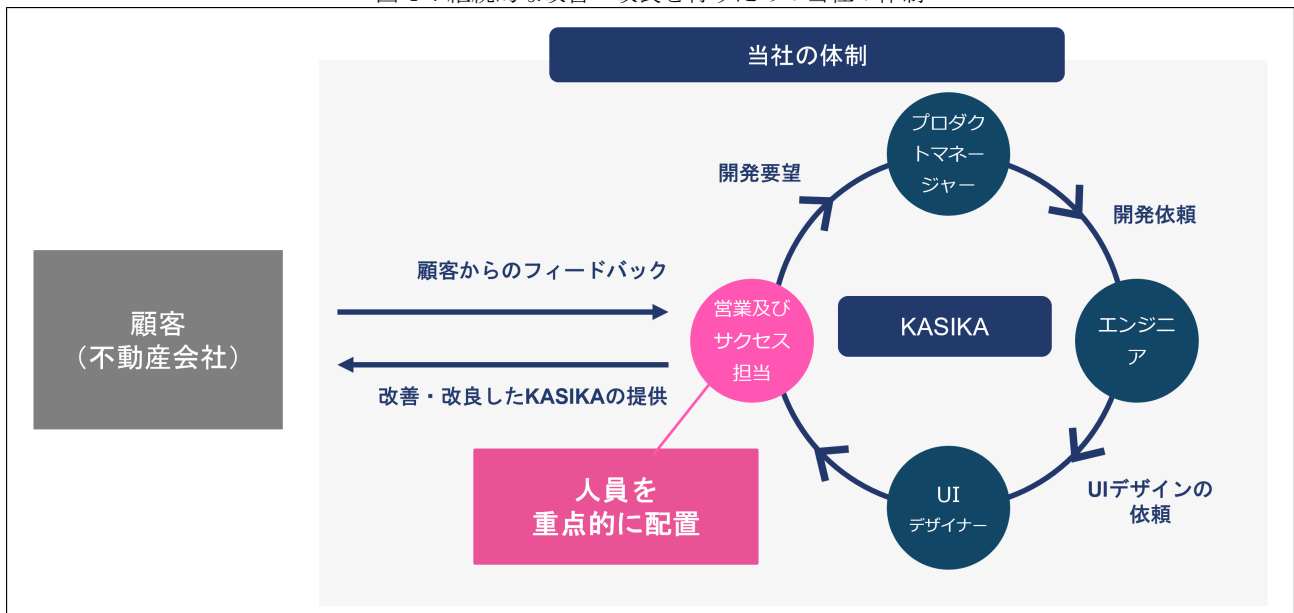 当社の体制
プロダク
トマネー
ジャー
開発要望
開発依頼
顧客からのフィードバック
顧客
（不動産会社）
営業及び
サクセス
担当
KASIKA
エンジニ
ア
改善・改良したKASIKAの提供
人員を
重点的に配置
UI
デザイナー
UIデザインの
依頼